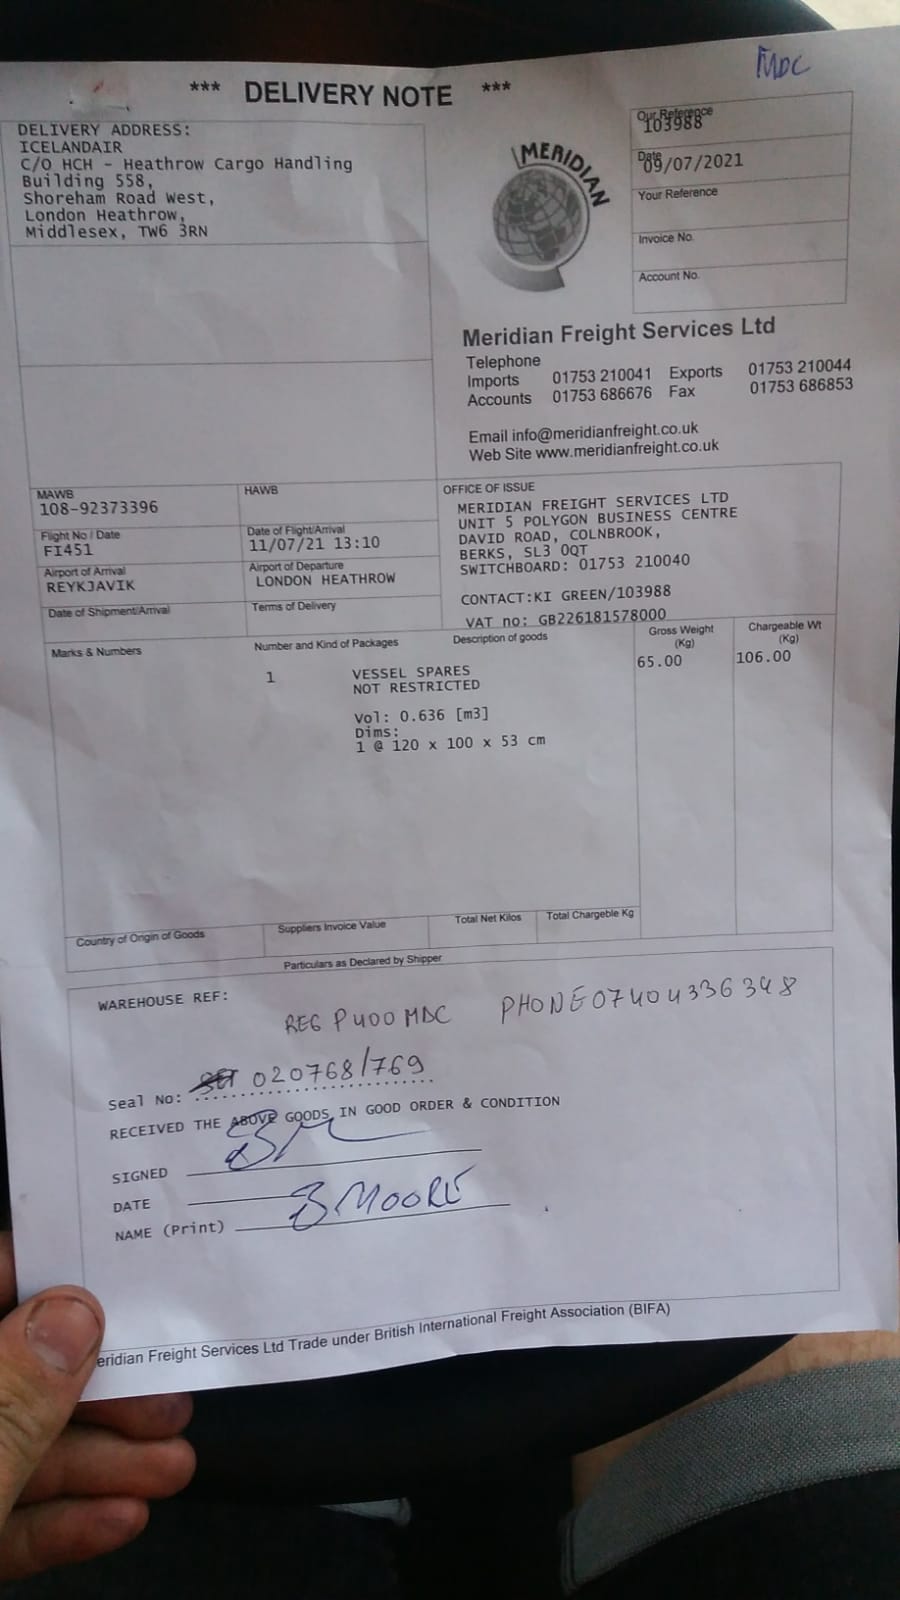 MDC
*** DELIVERY NOTE ***
DELIVERY ADDRESS:
ICELANDAIR
C/O HCH - Heathrow Cargo Handling
Building 558,
Shoreham Road West,
London Heathrow,
Middlesex, TW6 3RN
MERIDIAN
Our Reference
103988
Date
09/07/2021
Your Reference
Invoice No.
Account No.
Meridian Freight Services Ltd
Telephone
Imports 01753 210041 Exports 01753 210044
Accounts 01753 686676 Fax 01753 686853
Email info@meridianfreight.co.uk
Web Site www.meridianfreight.co.uk
MAWB
108-92373396
HAWB
Flight No / Date
FI451
Date of Flight/Arrival
11/07/21 13:10
Airport of Arrival
REYKJAVIK
Airport of Departure
LONDON HEATHROW
Date of Shipment/Arrival
Terms of Delivery
OFFICE OF ISSUE
MERIDIAN FREIGHT SERVICES LTD
UNIT 5 POLYGON BUSINESS CENTRE
DAVID ROAD, COLNBROOK,
BERKS, SL3 0QT
SWITCHBOARD: 01753 210040
CONTACT:KI GREEN/103988
VAT no: GB226181578000
Marks & Numbers
Number and Kind of Packages
Description of goods
Gross Weight
(Kg)
Chargeable Wt
(Kg)
1 VESSEL SPARES 65.00 106.00
NOT RESTRICTED
Vol: 0.636 [m3]
Dims:
1 @ 120 x 100 x 53 cm
Country of Origin of Goods
Suppliers Invoice Value
Total Net Kilos
Total Chargeble Kg
Particulars as Declared by Shipper
WAREHOUSE REF:
REG P400MDC PHONE 07404336348
Seal No: 020768/769
RECEIVED THE ABOVE GOODS IN GOOD ORDER & CONDITION
SIGNED
DATE
NAME (Print) B MOORE
eridian Freight Services Ltd Trade under British International Freight Association (BIFA)